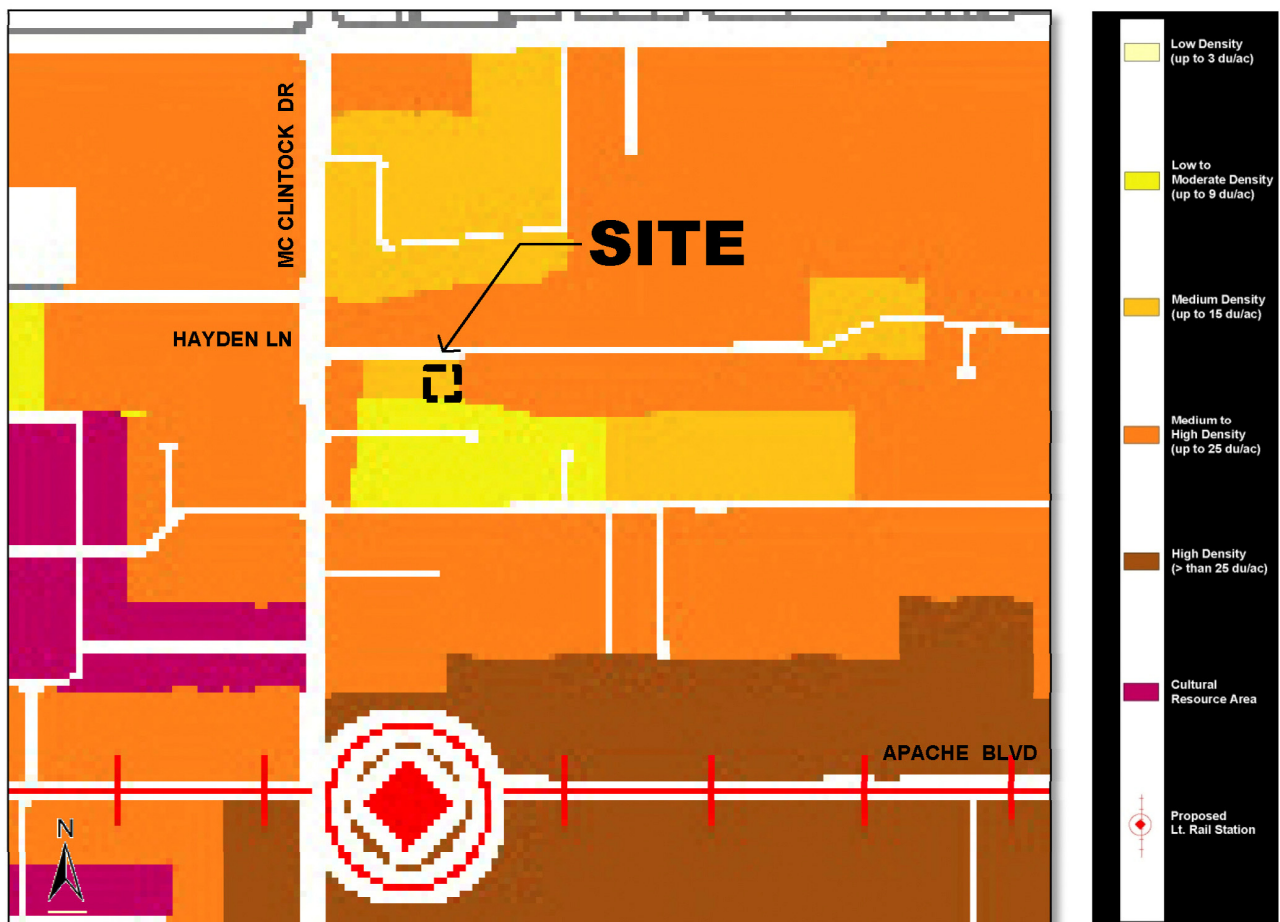 MC CLINTOCK DR
SITE
HAYDEN LN
APACHE BLVD
N
Low Density
(up to 3 du/ac)
Low to
Moderate Density
(up to 9 du/ac)
Medium Density
(up to 15 du/ac)
Medium to
High Density
(up to 25 du/ac)
High Density
(> than 25 du/ac)
Cultural
Resource Area
Proposed
Lt. Rail Station